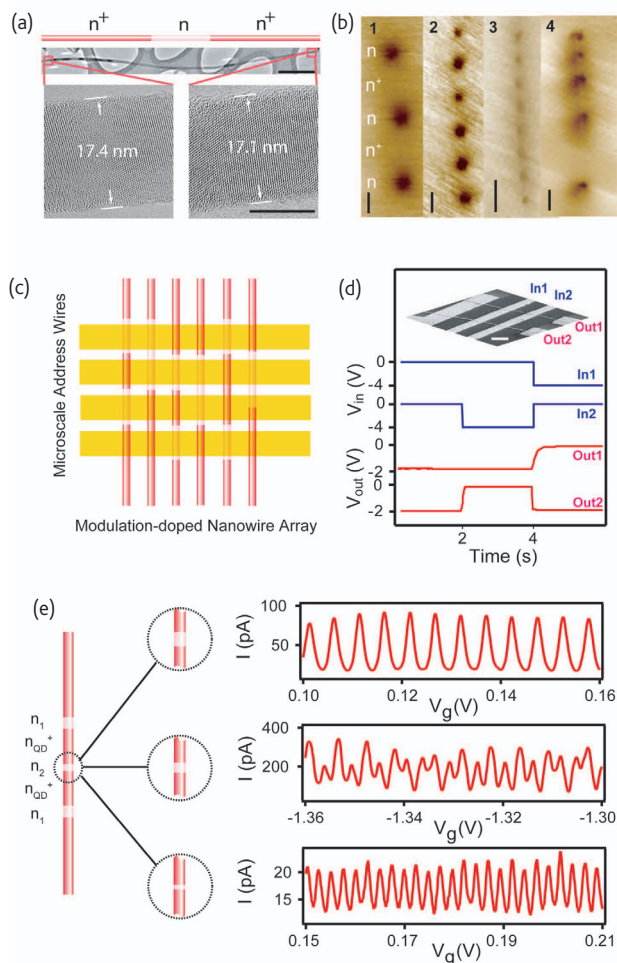 (a)
n+ n n+
17.4 nm
17.1 nm
(b)
1 2 3 4
n
n+
n
n+
n
(c)
Microscale Address Wires
Modulation-doped Nanowire Array
(d)
In1
In2
Out1
Out2
Vin (V)
0
-4
In1
0
-4
In2
Vout (V)
0
-2
Out1
0
-2
Out2
2 4
Time (s)
(e)
n1
nQD+
n2
nQD+
n1
I (pA)
100
50
0.10 0.12 0.14 0.16
Vg(V)
I (pA)
400
200
-1.36 -1.34 -1.32 -1.30
Vg(V)
I (pA)
20
15
0.15 0.17 0.19 0.21
Vg(V)